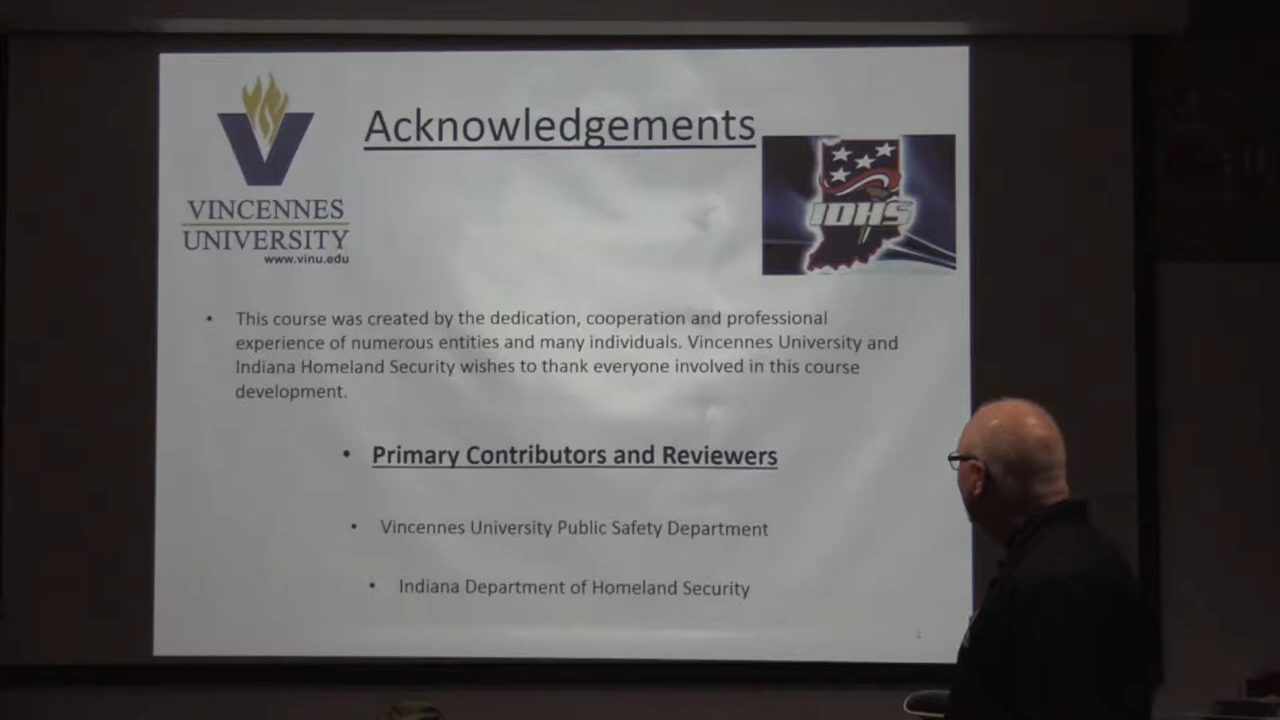 Acknowledgements
VINCENNES
UNIVERSITY
www.vinu.edu
IDHS
• This course was created by the dedication, cooperation and professional
experience of numerous entities and many individuals. Vincennes University and
Indiana Homeland Security wishes to thank everyone involved in this course
development.
• Primary Contributors and Reviewers
• Vincennes University Public Safety Department
• Indiana Department of Homeland Security
2